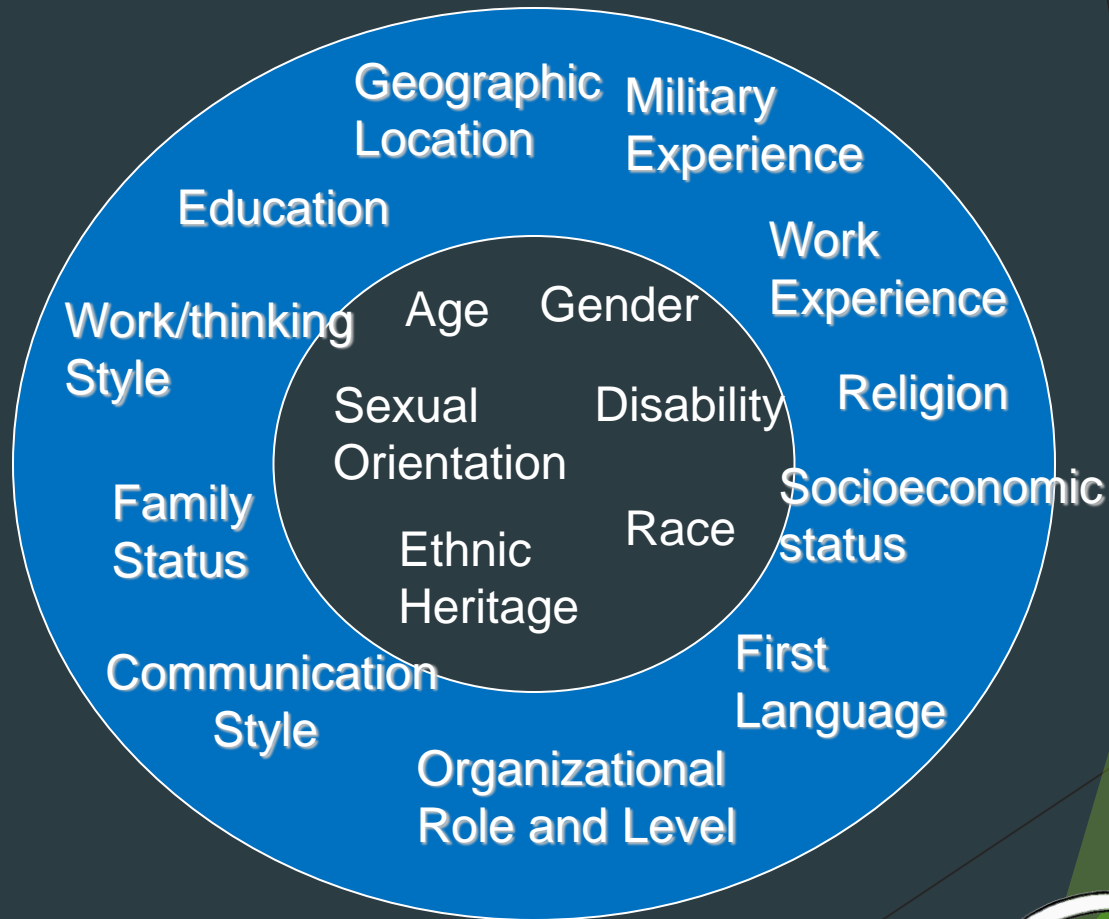 Geographic
Location
Military
Experience
Education
Work
Experience
Work/thinking
Style
Age
Gender
Religion
Sexual
Orientation
Disability
Family
Status
Socioeconomic
status
Ethnic
Heritage
Race
Communication
Style
First
Language
Organizational
Role and Level